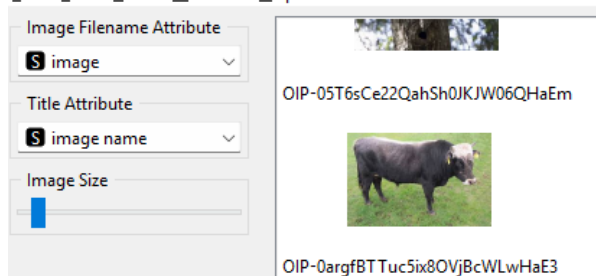 Image Filename Attribute
S image
Title Attribute
S image name
Image Size
OIP-05T6sCe22QahSh0JKJW06QHaEm
OIP-0argfBTTuc5ix8OVjBcWLwHaE3